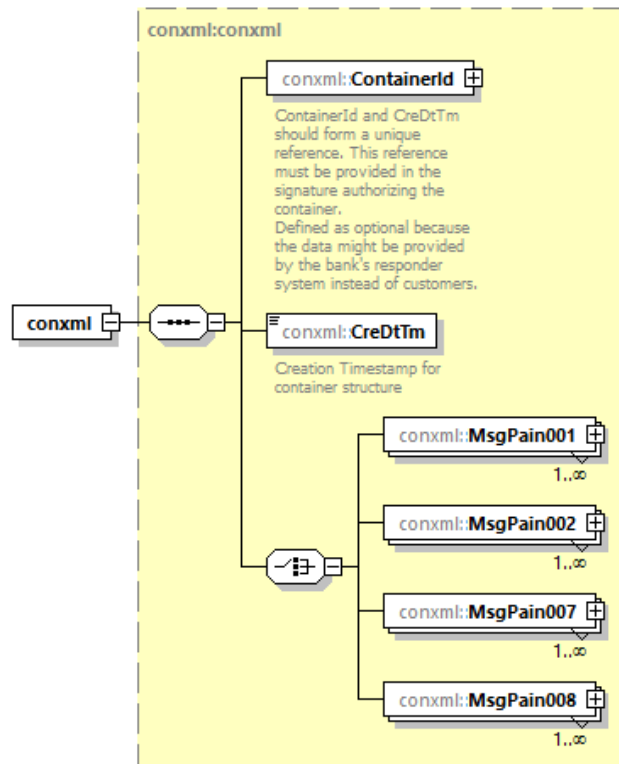 conxml:conxml
conxml::ContainerId
ContainerId and CreDtTm
should form a unique
reference. This reference
must be provided in the
signature authorizing the
container.
Defined as optional because
the data might be provided
by the bank's responder
system instead of customers.
conxml
conxml::CreDtTm
Creation Timestamp for
container structure
conxml::MsgPain001
1..∞
conxml::MsgPain002
1..∞
conxml::MsgPain007
1..∞
conxml::MsgPain008
1..∞